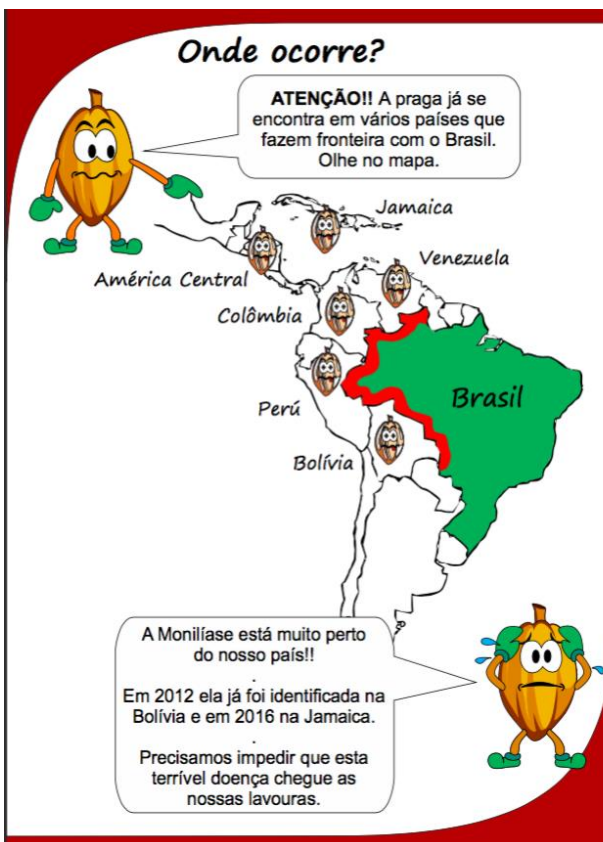 Onde ocorre?
ATENÇÃO!! A praga já se
encontra em vários países que
fazem fronteira com o Brasil.
Olhe no mapa.
Jamaica
Venezuela
América Central
Colômbia
Brasil
Perú
Bolívia
A Monilíase está muito perto
do nosso país!!
.
Em 2012 ela já foi identificada na
Bolívia e em 2016 na Jamaica.
.
Precisamos impedir que esta
terrível doença chegue as
nossas lavouras.